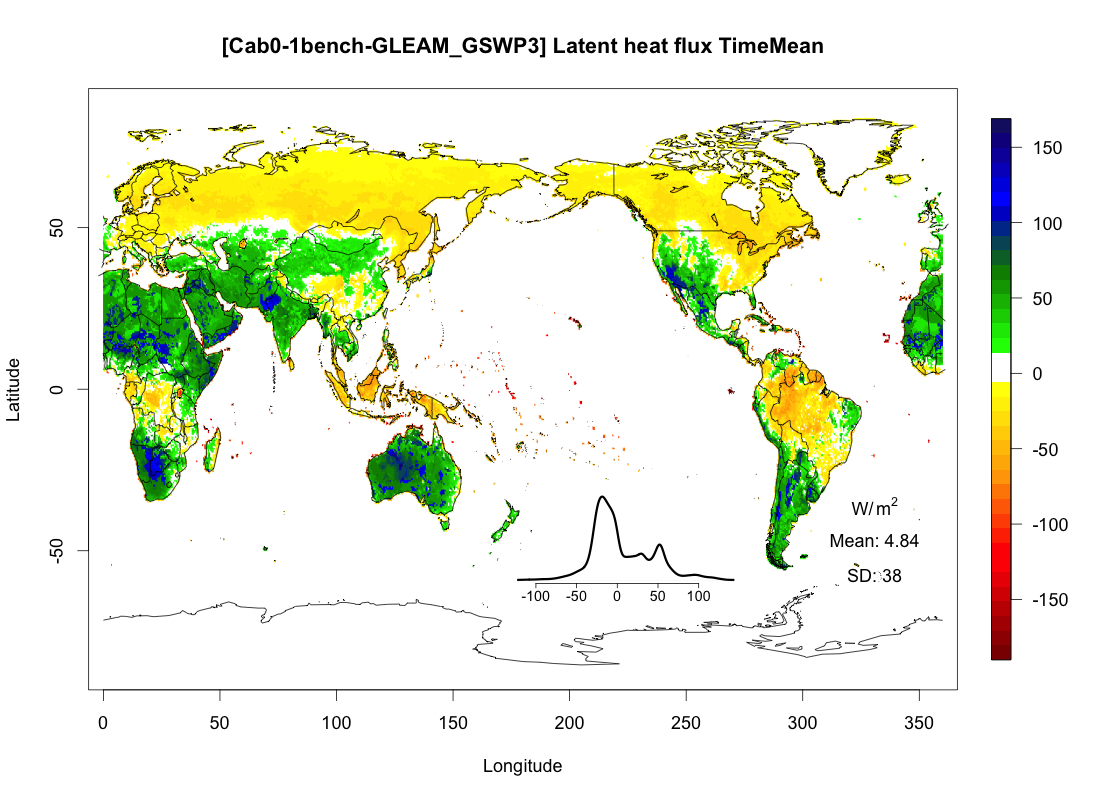 [Cab0-1bench-GLEAM_GSWP3] Latent heat flux TimeMean
Latitude
50
0
-50
150
100
50
0
-50
-100
-150
W/m²
Mean: 4.84
SD: 38
-100 -50 0 50 100
0 50 100 150 200 250 300 350
Longitude